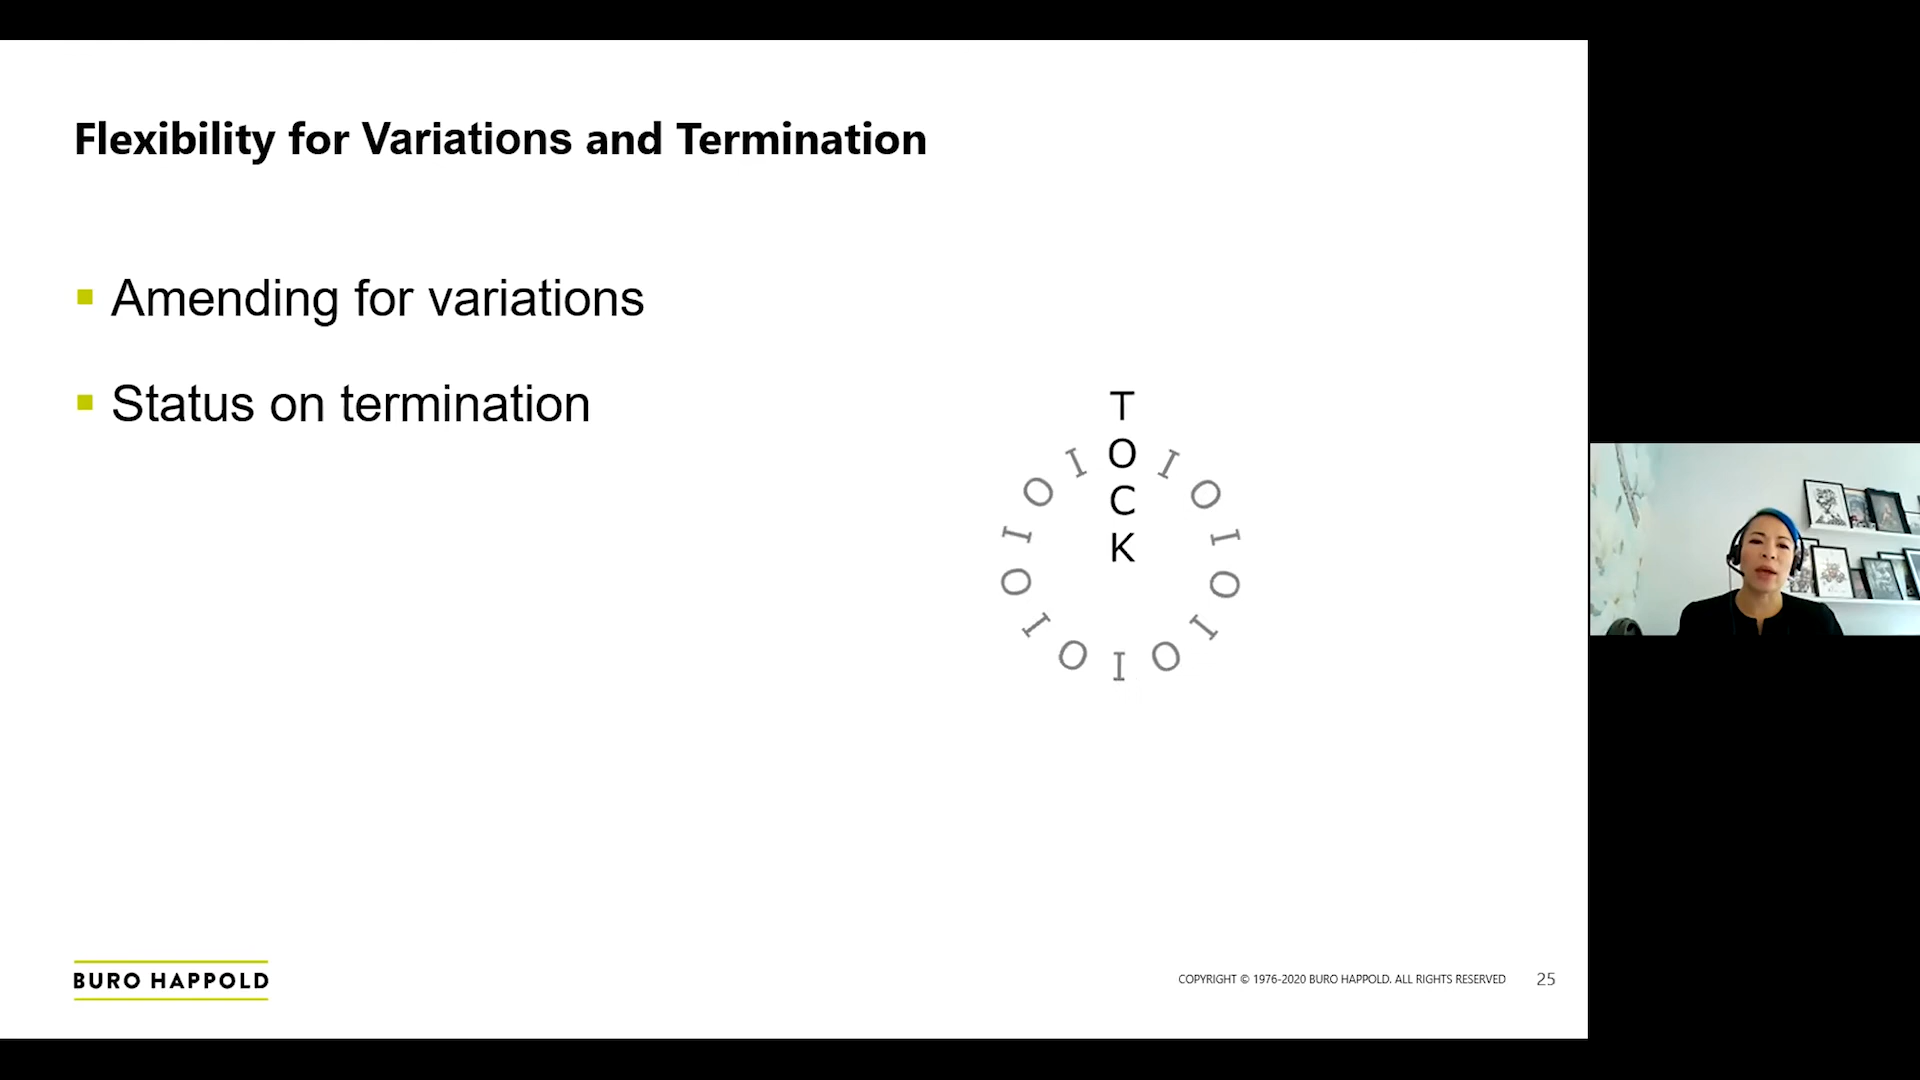 Flexibility for Variations and Termination
Amending for variations
Status on termination
T
O
C
K
I O I O I O I O I O I O I
BURO HAPPOLD
COPYRIGHT © 1976-2020 BURO HAPPOLD. ALL RIGHTS RESERVED 25